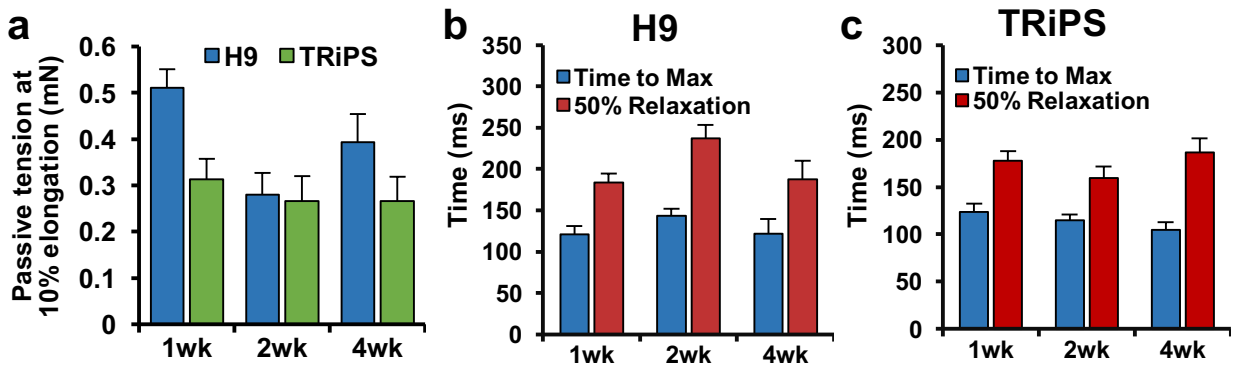 a
Passive tension at
10% elongation (mN)
0.6
0.5
0.4
0.3
0.2
0.1
0
H9
TRiPS
1wk
2wk
4wk
b
H9
Time (ms)
350
300
250
200
150
100
50
0
Time to Max
50% Relaxation
1wk
2wk
4wk
c
TRiPS
Time (ms)
300
250
200
150
100
50
0
Time to Max
50% Relaxation
1wk
2wk
4wk